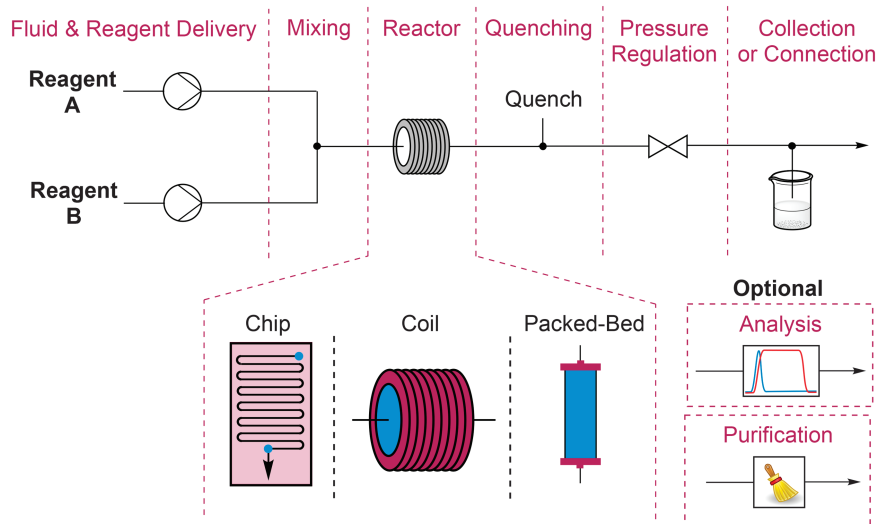 Fluid & Reagent Delivery
Mixing
Reactor
Quenching
Pressure
Regulation
Collection
or Connection
Reagent
A
Quench
Reagent
B
Optional
Chip
Coil
Packed-Bed
Analysis
Purification